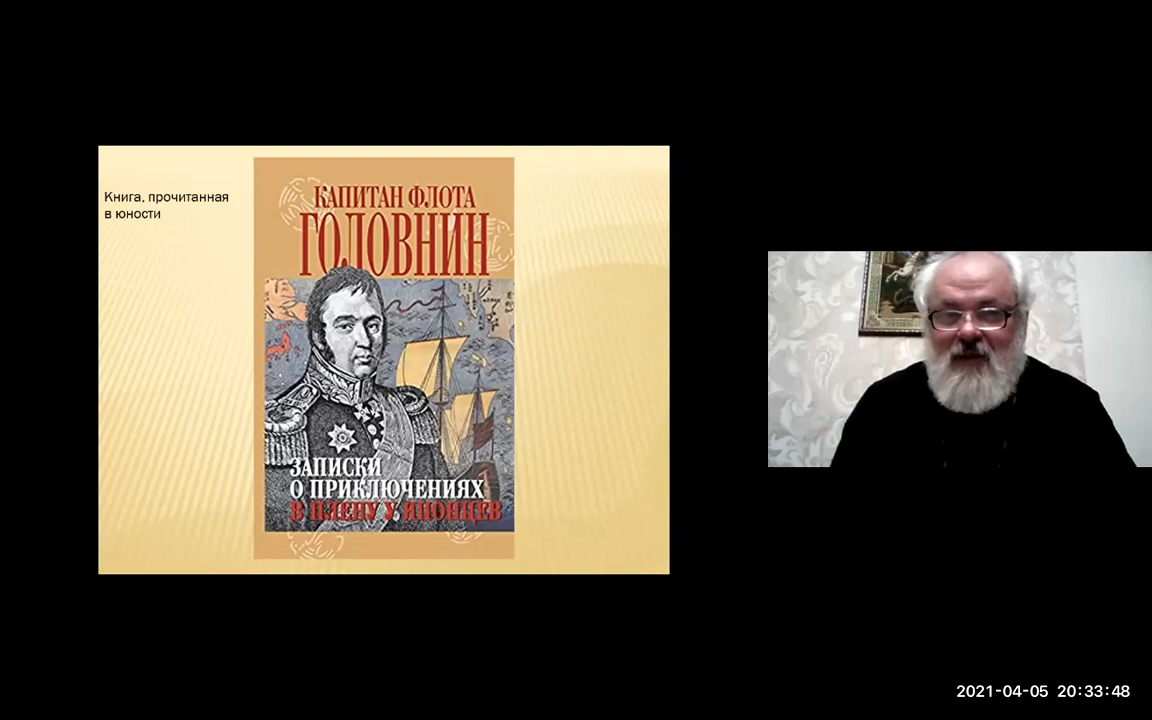 Книга, прочитанная
в юности
КАПИТАН ФЛОТА
ГОЛОВНИН
ЗАПИСКИ
О ПРИКЛЮЧЕНИЯХ
В ПЛЕНУ У ЯПОНЦЕВ
2021-04-05 20:33:48